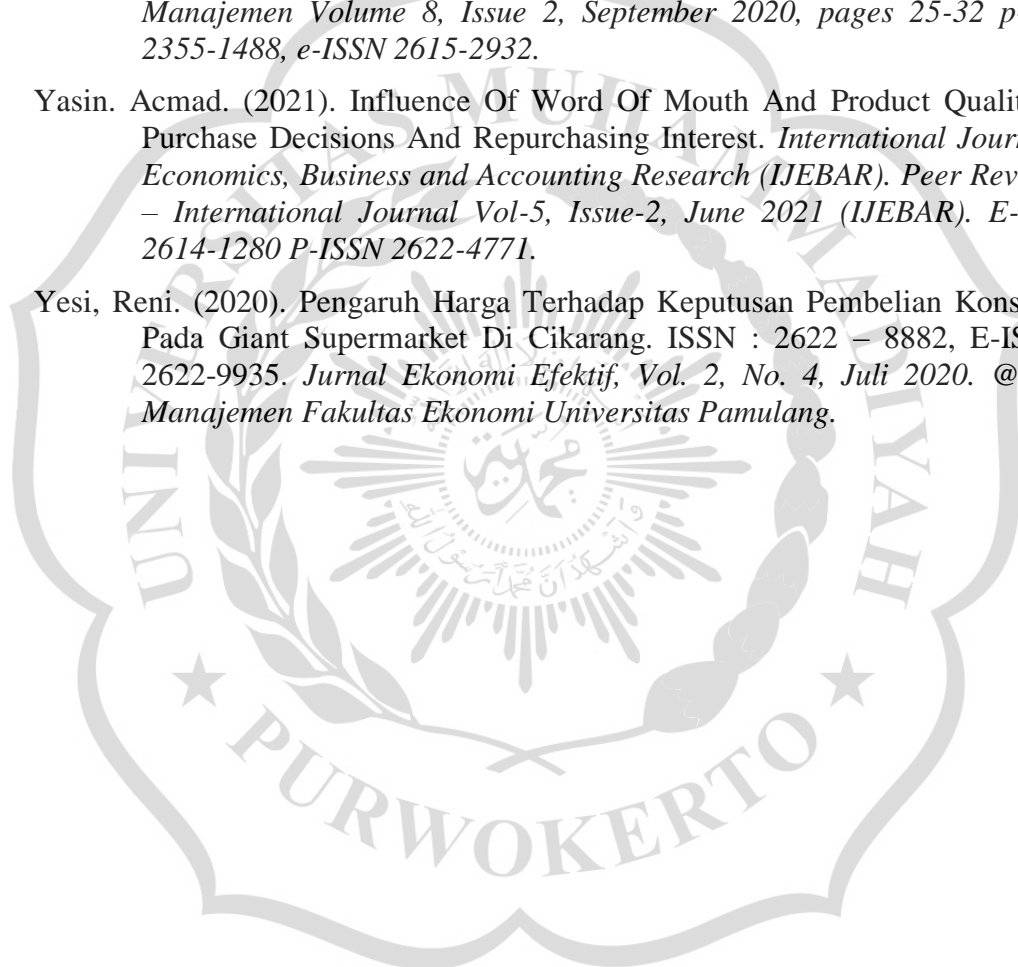 Manajemen Volume 8, Issue 2, September 2020, pages 25-32 p-
2355-1488, e-ISSN 2615-2932.
Yasin. Acmad. (2021). Influence Of Word Of Mouth And Product Qualit
Purchase Decisions And Repurchasing Interest. International Journ
Economics, Business and Accounting Research (IJEBAR). Peer Rev
– International Journal Vol-5, Issue-2, June 2021 (IJEBAR). E-
2614-1280 P-ISSN 2622-4771.
Yesi, Reni. (2020). Pengaruh Harga Terhadap Keputusan Pembelian Kons
Pada Giant Supermarket Di Cikarang. ISSN : 2622 – 8882, E-IS
2622-9935. Jurnal Ekonomi Efektif, Vol. 2, No. 4, Juli 2020. @
Manajemen Fakultas Ekonomi Universitas Pamulang.
UNIVERSITAS MUHAMMADIYAH
PURWOKERTO